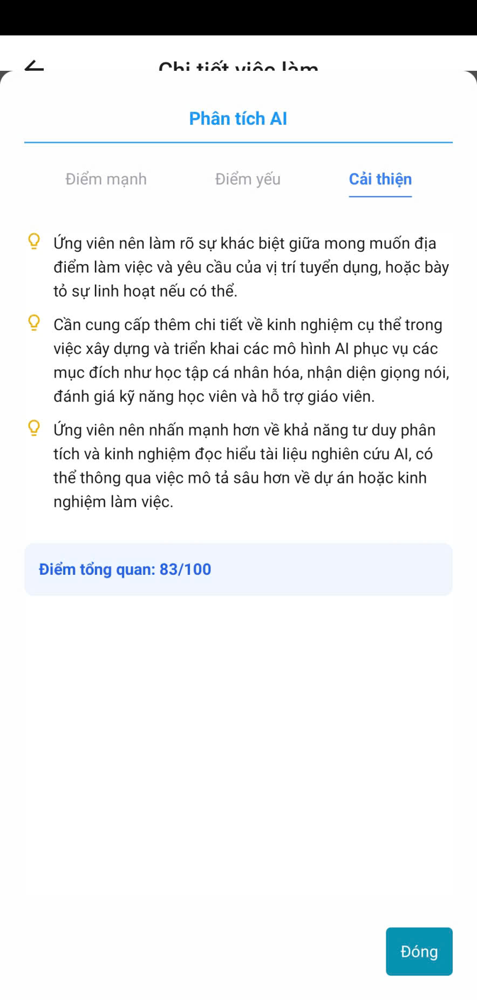 Chi tiết việc làm
Phân tích AI
Điểm mạnh
Điểm yếu
Cải thiện
Ứng viên nên làm rõ sự khác biệt giữa mong muốn địa
điểm làm việc và yêu cầu của vị trí tuyển dụng, hoặc bày
tỏ sự linh hoạt nếu có thể.
Cần cung cấp thêm chi tiết về kinh nghiệm cụ thể trong
việc xây dựng và triển khai các mô hình AI phục vụ các
mục đích như học tập cá nhân hóa, nhận diện giọng nói,
đánh giá kỹ năng học viên và hỗ trợ giáo viên.
Ứng viên nên nhấn mạnh hơn về khả năng tư duy phân
tích và kinh nghiệm đọc hiểu tài liệu nghiên cứu AI, có
thể thông qua việc mô tả sâu hơn về dự án hoặc kinh
nghiệm làm việc.
Điểm tổng quan: 83/100
Đóng